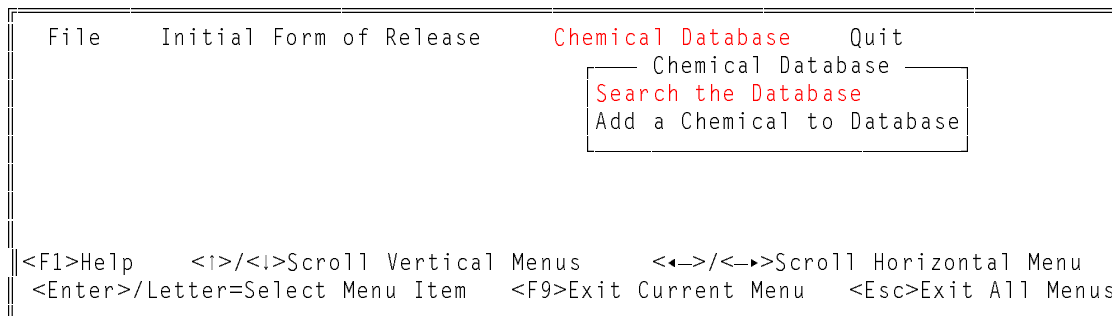 File Initial Form of Release Chemical Database Quit
Chemical Database
Search the Database
Add a Chemical to Database
<F1>Help <↑>/<↓>Scroll Vertical Menus <◂—>/<—▸>Scroll Horizontal Menu
<Enter>/Letter=Select Menu Item <F9>Exit Current Menu <Esc>Exit All Menus